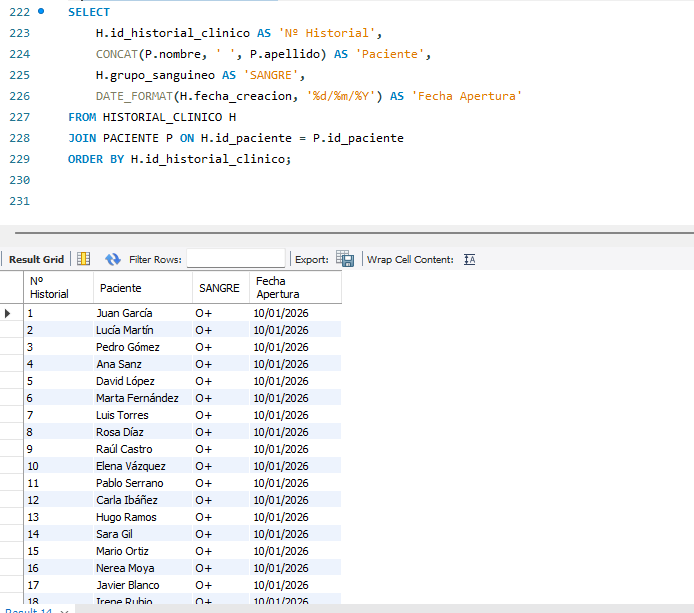 222 SELECT
223 H.id_historial_clinico AS 'Nº Historial',
224 CONCAT(P.nombre, ' ', P.apellido) AS 'Paciente',
225 H.grupo_sanguineo AS 'SANGRE',
226 DATE_FORMAT(H.fecha_creacion, '%d/%m/%Y') AS 'Fecha Apertura'
227 FROM HISTORIAL_CLINICO H
228 JOIN PACIENTE P ON H.id_paciente = P.id_paciente
229 ORDER BY H.id_historial_clinico;
230
231
Result Grid Filter Rows: Export: Wrap Cell Content: IA
Nº Historial Paciente SANGRE Fecha Apertura
1 Juan García O+ 10/01/2026
2 Lucía Martín O+ 10/01/2026
3 Pedro Gómez O+ 10/01/2026
4 Ana Sanz O+ 10/01/2026
5 David López O+ 10/01/2026
6 Marta Fernández O+ 10/01/2026
7 Luis Torres O+ 10/01/2026
8 Rosa Díaz O+ 10/01/2026
9 Raúl Castro O+ 10/01/2026
10 Elena Vázquez O+ 10/01/2026
11 Pablo Serrano O+ 10/01/2026
12 Carla Ibáñez O+ 10/01/2026
13 Hugo Ramos O+ 10/01/2026
14 Sara Gil O+ 10/01/2026
15 Mario Ortiz O+ 10/01/2026
16 Nerea Moya O+ 10/01/2026
17 Javier Blanco O+ 10/01/2026
18 Irene Rubio O+ 10/01/2026
Result 14